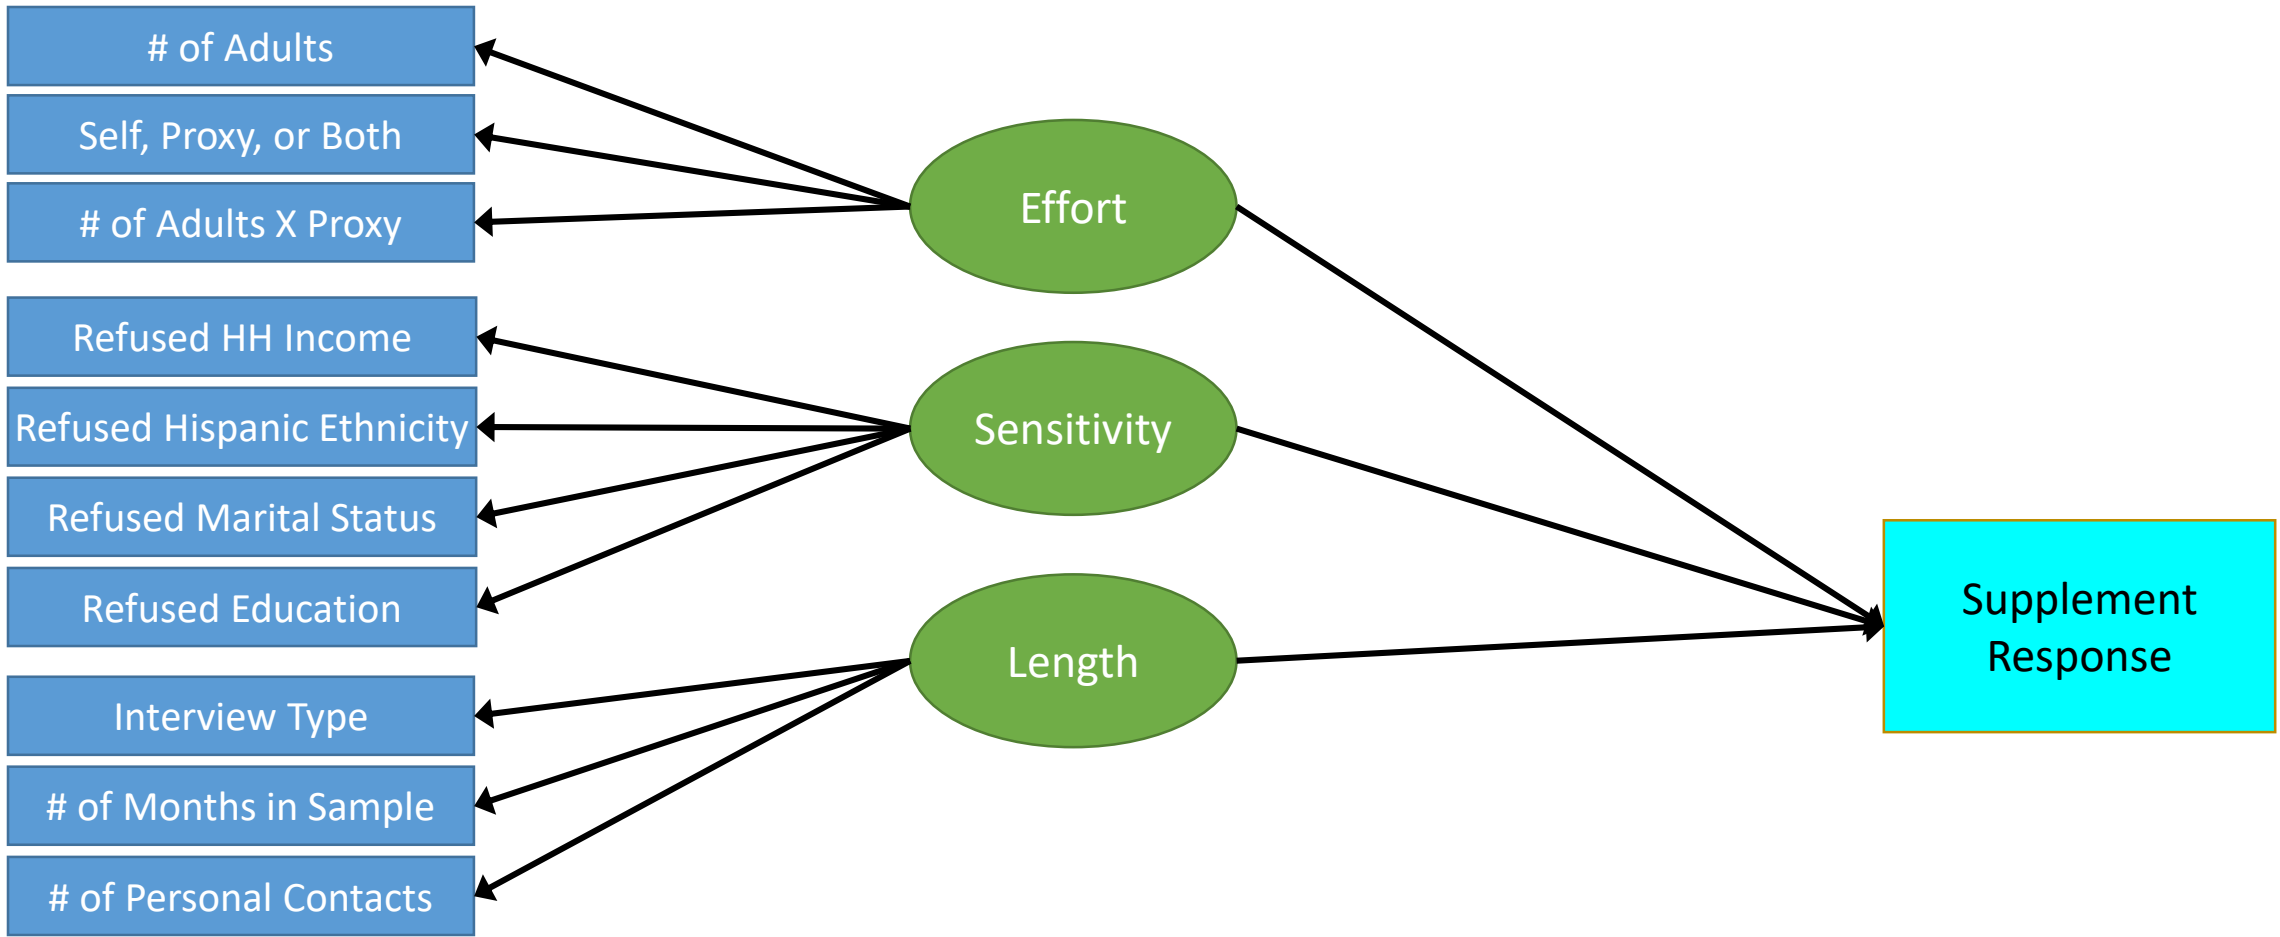 # of Adults
Self, Proxy, or Both
# of Adults X Proxy
Refused HH Income
Refused Hispanic Ethnicity
Refused Marital Status
Refused Education
Interview Type
# of Months in Sample
# of Personal Contacts
Effort
Sensitivity
Length
Supplement
Response